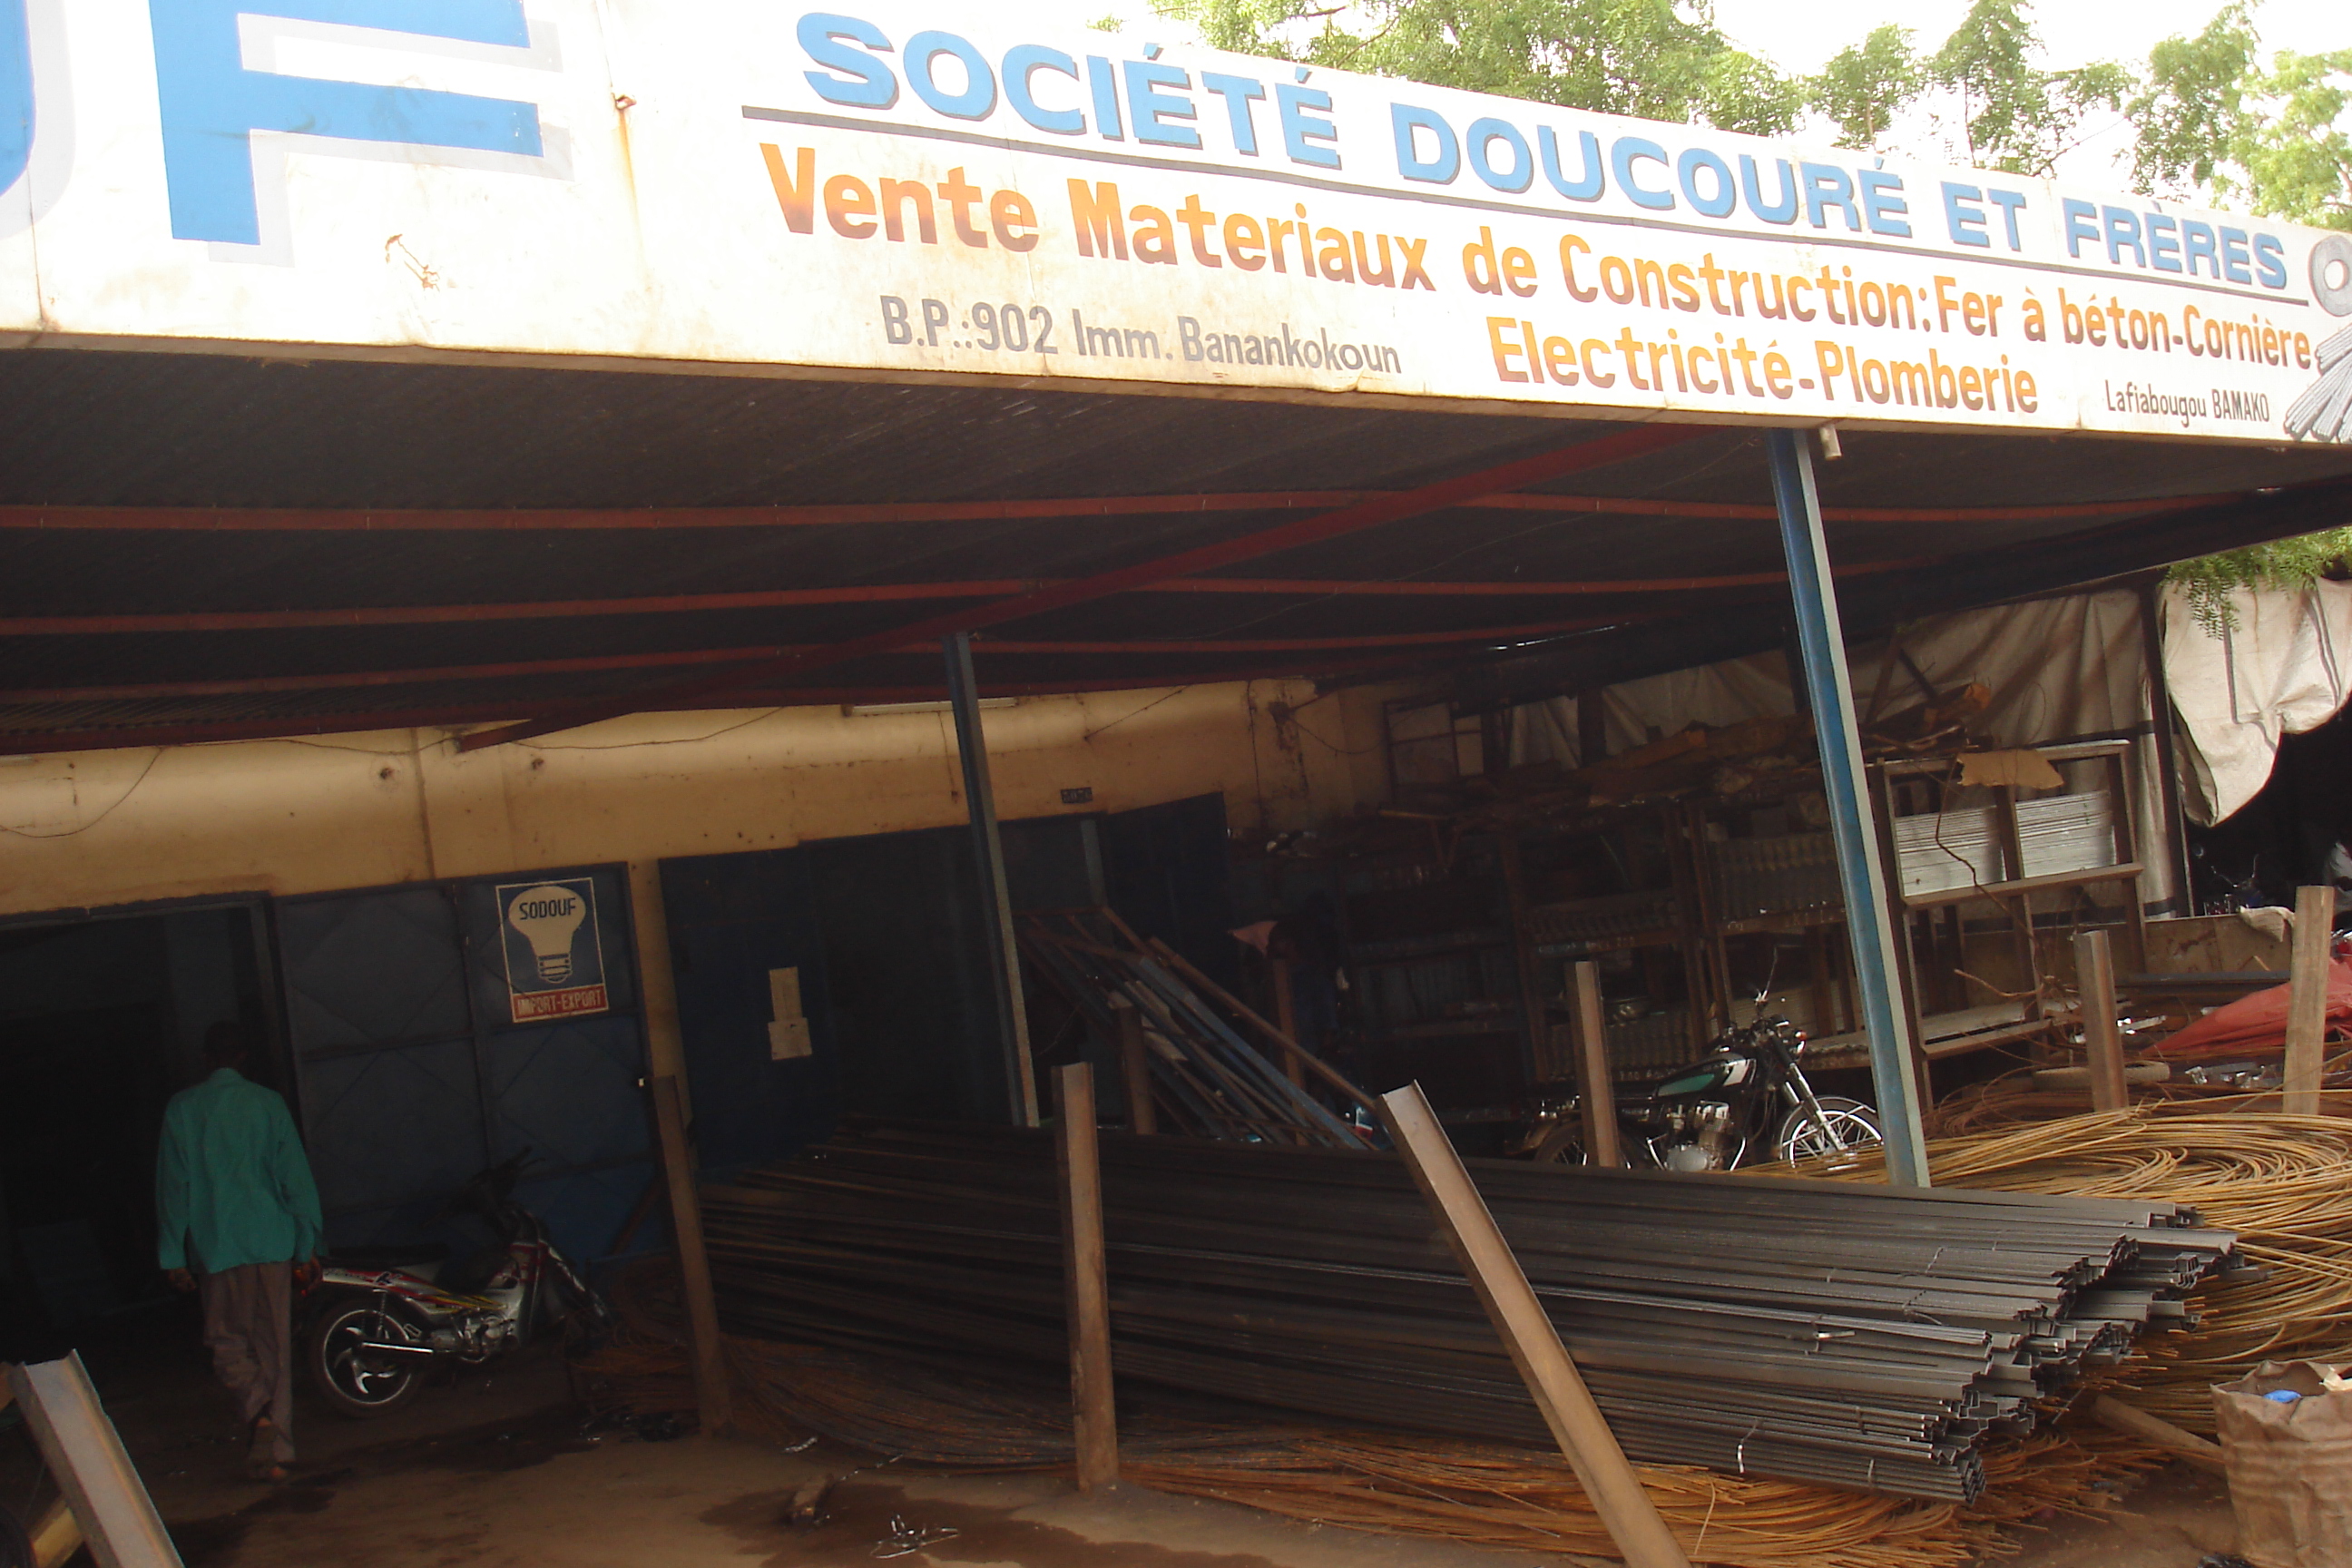 UF
SOCIÉTÉ DOUCOURÉ ET FRÈRES
Vente Materiaux de Construction: Fer à béton-Cornière
Electricité-Plomberie
B.P.:902 Imm. Banankokoun
Lafiabougou BAMAKO
SODOUF
IMPORT-EXPORT